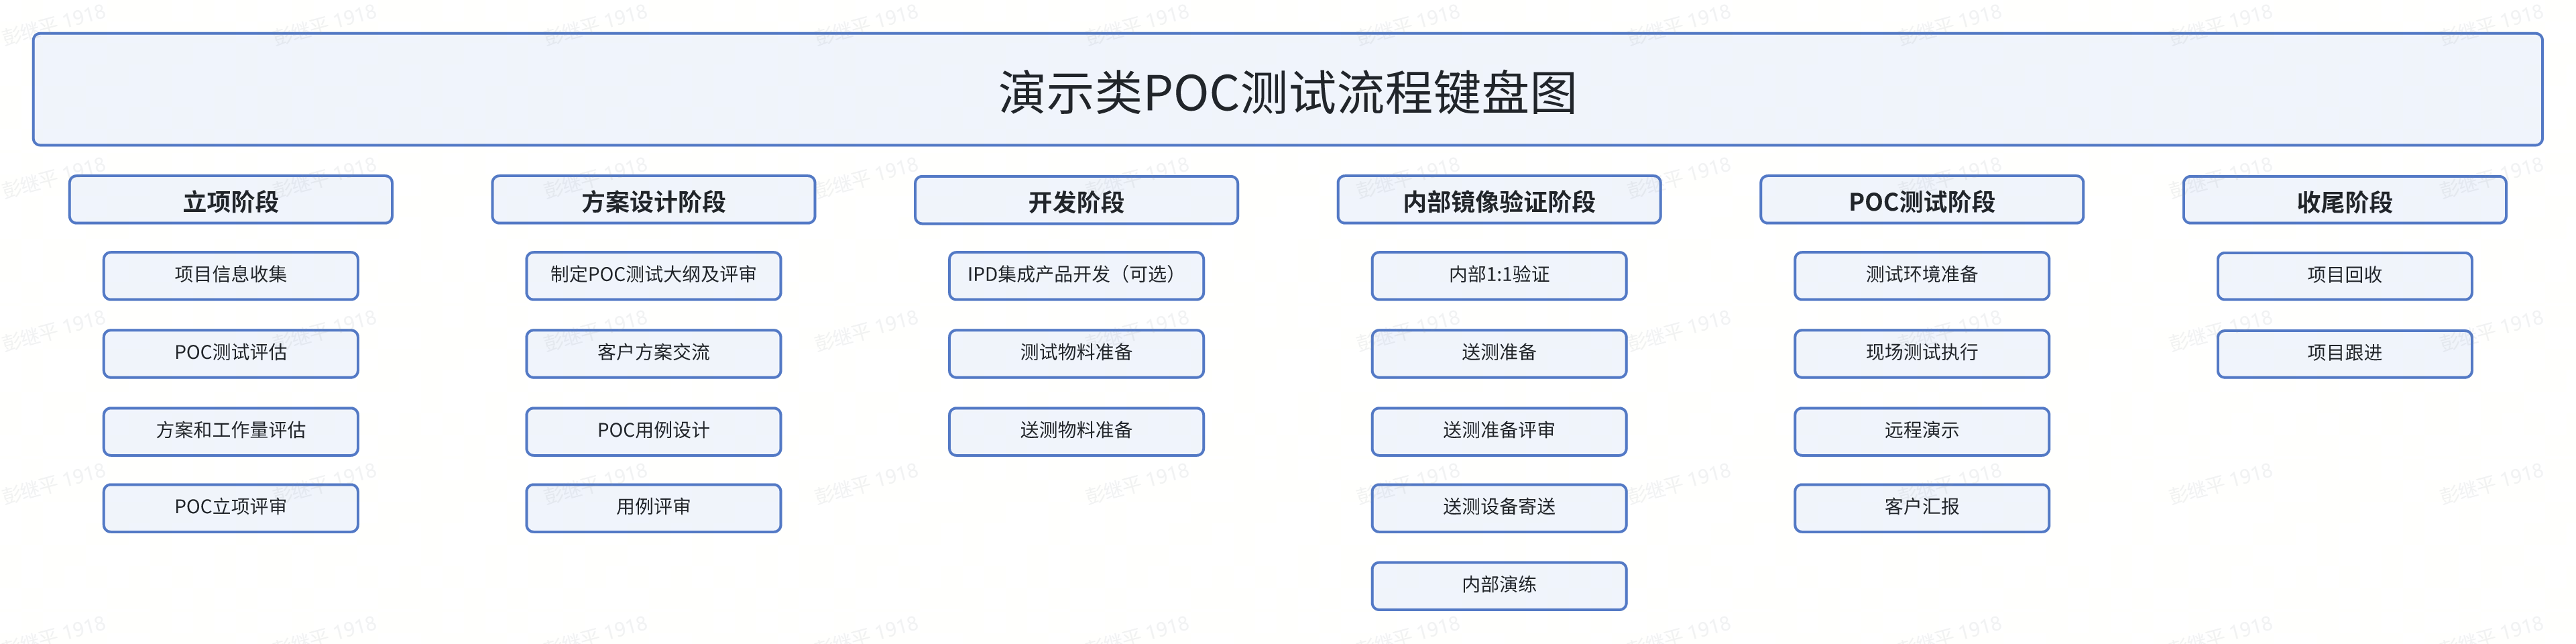 演示类POC测试流程键盘图
立项阶段
项目信息收集
POC测试评估
方案和工作量评估
POC立项评审
方案设计阶段
制定POC测试大纲及评审
客户方案交流
POC用例设计
用例评审
开发阶段
IPD集成产品开发（可选）
测试物料准备
送测物料准备
内部镜像验证阶段
内部1:1验证
送测准备
送测准备评审
送测设备寄送
内部演练
POC测试阶段
测试环境准备
现场测试执行
远程演示
客户汇报
收尾阶段
项目回收
项目跟进
彭继平 1918